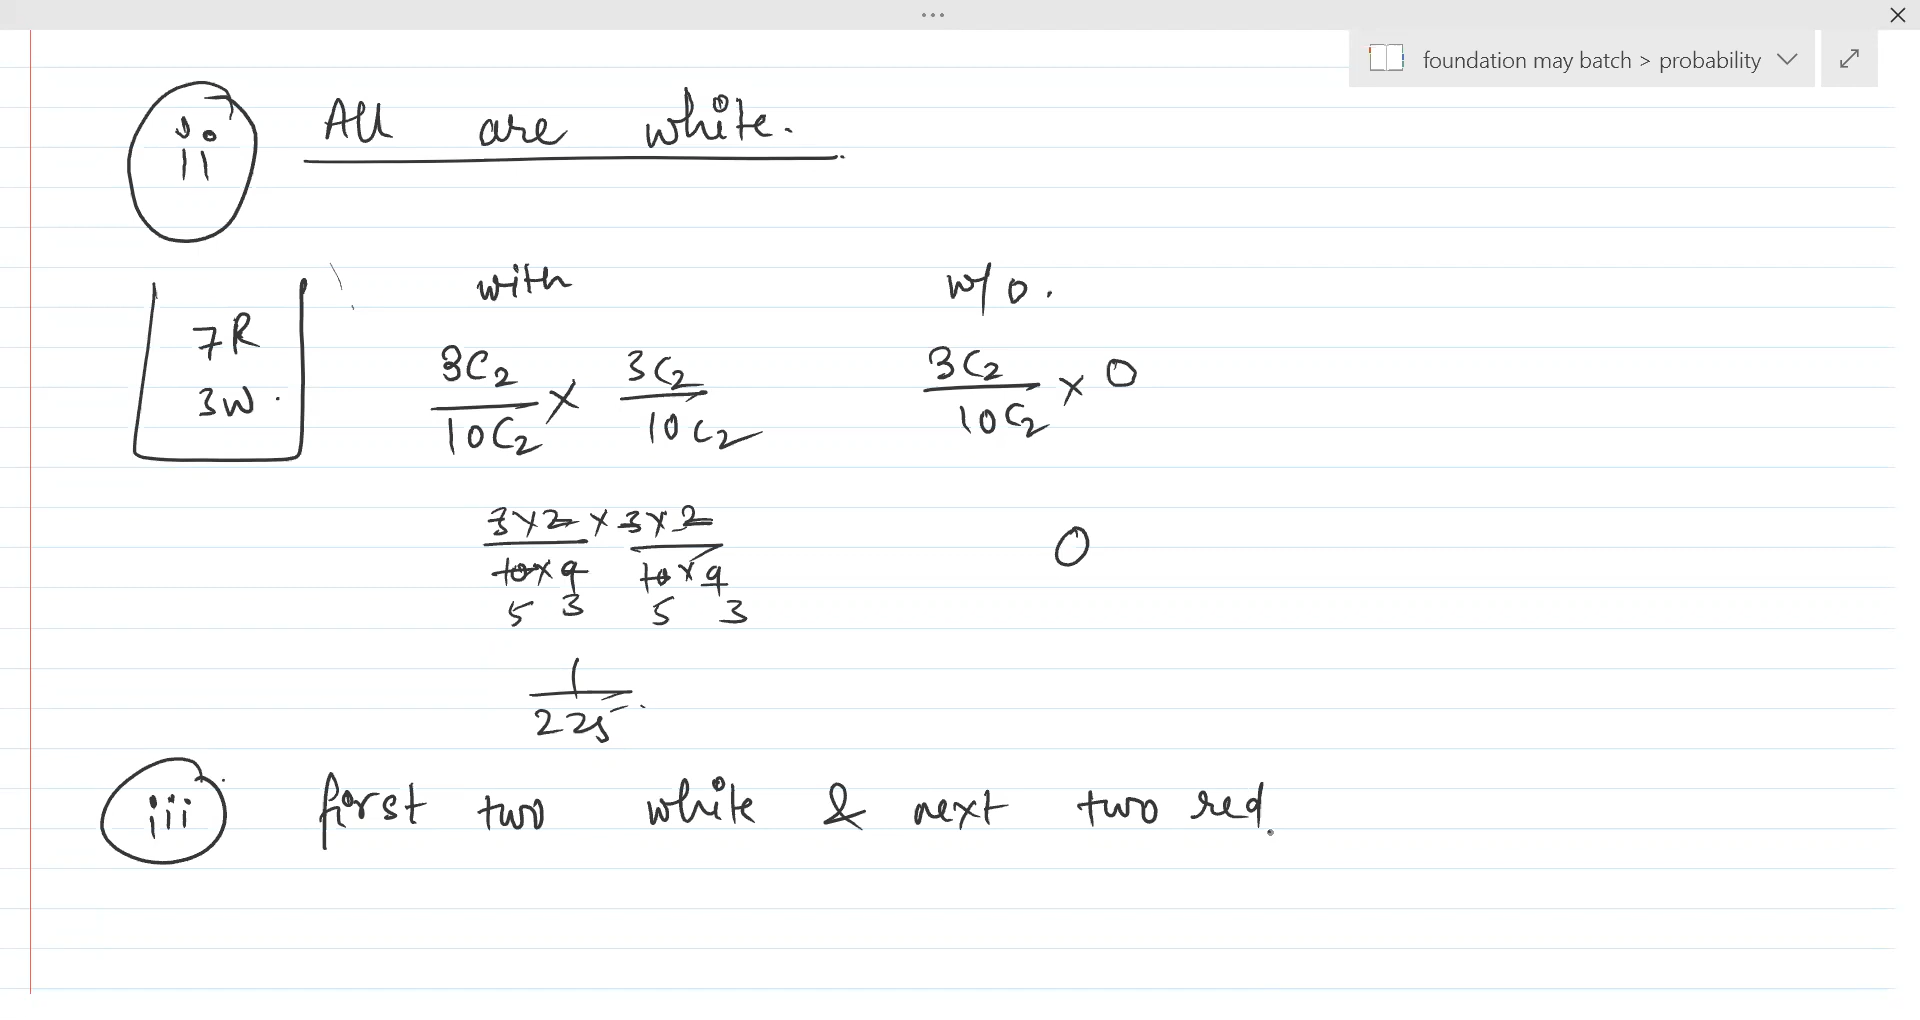 foundation may batch > probability
ii All are white.
with w/o.
7R
3W
3C2/10C2 × 3C2/10C2
3C2/10C2 × 0
3×2/10×9 × 3×2/10×9
5 3 5 3
0
1/225
iii first two white & next two red.